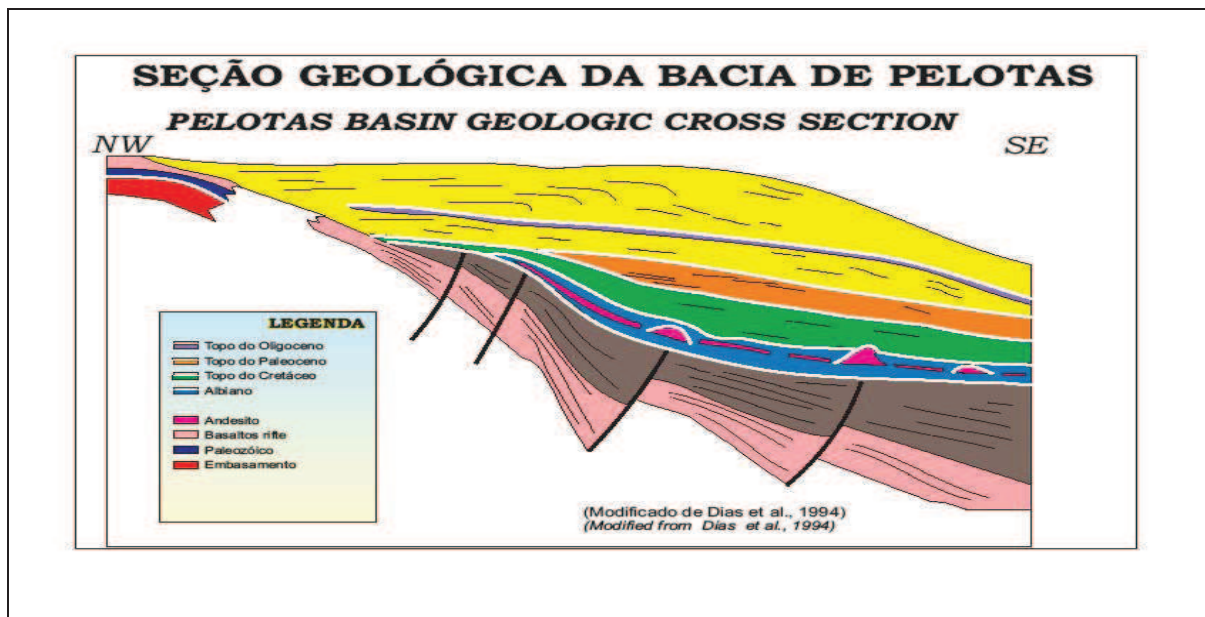 SEÇÃO GEOLÓGICA DA BACIA DE PELOTAS
PELOTAS BASIN GEOLOGIC CROSS SECTION
NW
SE
LEGENDA
Topo do Oligoceno
Topo do Paleoceno
Topo do Cretáceo
Albiano
Andesito
Basaltos rifte
Paleozóico
Embasamento
(Modificado de Dias et al., 1994)
(Modified from Dias et al., 1994)